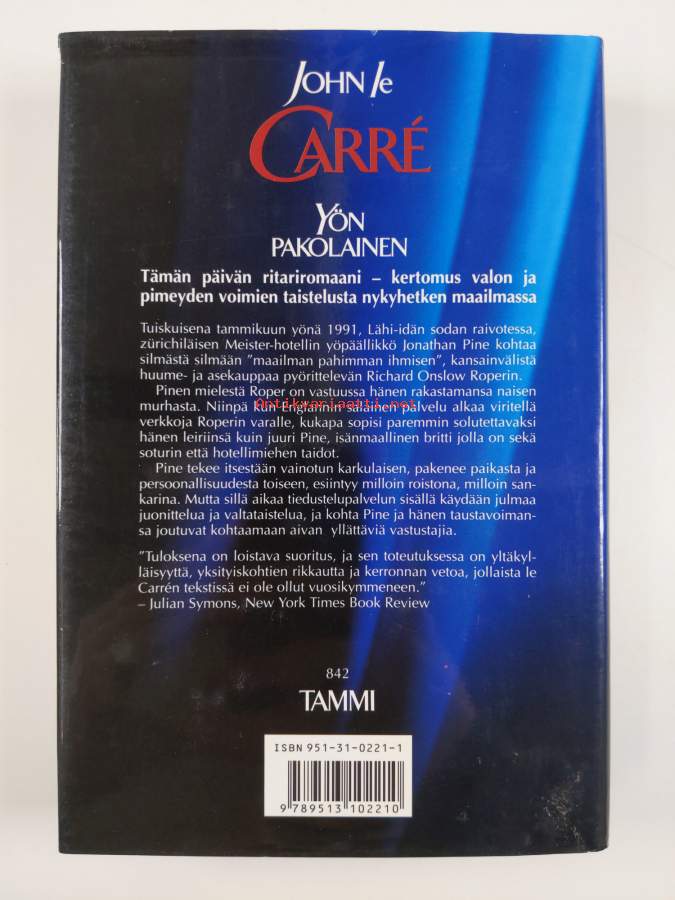 JOHN le
CARRÉ
YÖN
PAKOLAINEN
Tämän päivän ritariromaani – kertomus valon ja
pimeyden voimien taistelusta nykyhetken maailmassa
Tuiskuisena tammikuun yönä 1991, Lähi-idän sodan raivotessa,
zürichiläisen Meister-hotellin yöpäällikkö Jonathan Pine kohtaa
silmästä silmään ”maailman pahimman ihmisen”, kansainvälistä
huume- ja asekauppaa pyörittelevän Richard Onslow Roperin.
Pinen mielestä Roper on vastuussa hänen rakastamansa naisen
murhasta. Niinpä kun Englannin salainen palvelu alkaa viritellä
Antikvariaatti.net
verkkoja Roperin varalle, kukapa sopisi paremmin solutettavaksi
hänen leiriinsä kuin juuri Pine, isänmaallinen britti jolla on sekä
soturin että hotellimiehen taidot.
Pine tekee itsestään vainotun karkulaisen, pakenee paikasta ja
persoonallisuudesta toiseen, esiintyy milloin roistona, milloin san-
karina. Mutta sillä aikaa tiedustelupalvelun sisällä käydään julmaa
juonittelua ja valtataistelua, ja kohta Pine ja hänen taustavoiman-
sa joutuvat kohtaamaan aivan yllättäviä vastustajia.
”Tuloksena on loistava suoritus, ja sen toteutuksessa on yltäkyl-
läisyyttä, yksityiskohtien rikkautta ja kerronnan vetoa, jollaista le
Carrén tekstissä ei ole ollut vuosikymmeneen.”
– Julian Symons, New York Times Book Review
842
TAMMI
ISBN 951-31-0221-1
9 789513 102210